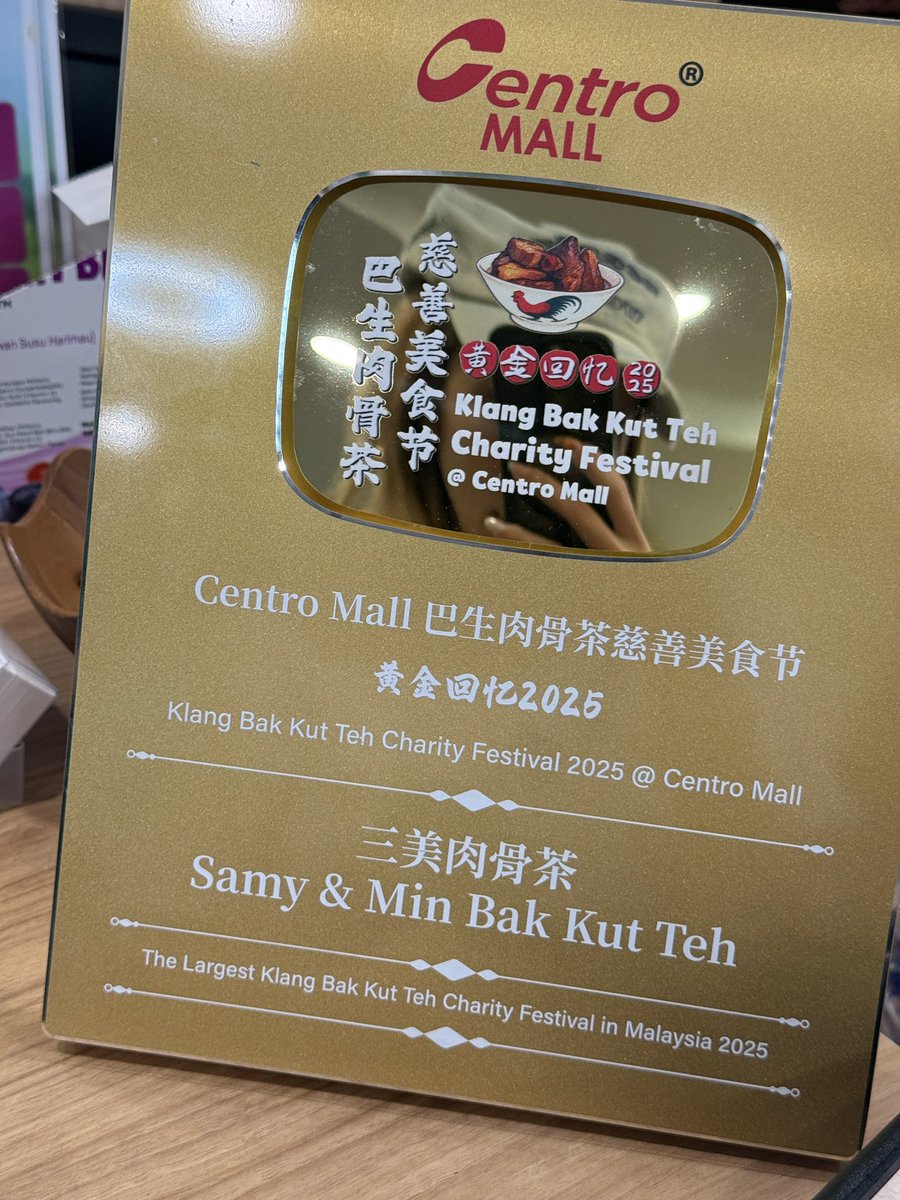 Centro®
MALL
慈善美食节
巴生肉骨茶
黄金回忆2025
Klang Bak Kut Teh
Charity Festival
@ Centro Mall
Centro Mall 巴生肉骨茶慈善美食节
黄金回忆2025
Klang Bak Kut Teh Charity Festival 2025 @ Centro Mall
三美肉骨茶
Samy & Min Bak Kut Teh
The Largest Klang Bak Kut Teh Charity Festival in Malaysia 2025
TM
Susu Harimau)